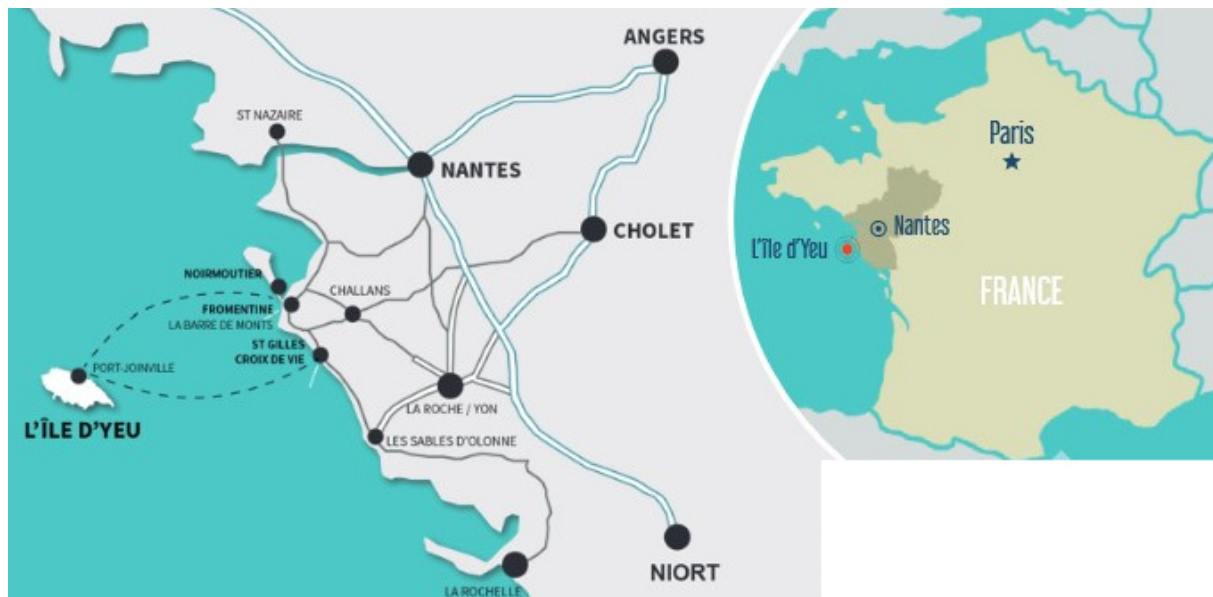 ANGERS
ST NAZAIRE
NANTES
CHOLET
NOIRMOUTIER
CHALLANS
FROMENTINE
LA BARRE DE MONTS
ST GILLES
CROIX DE VIE
PORT-JOINVILLE
L'ÎLE D'YEU
LA ROCHE / YON
LES SABLES D'OLONNE
NIORT
LA ROCHELLE
Paris
Nantes
L'île d'Yeu
FRANCE